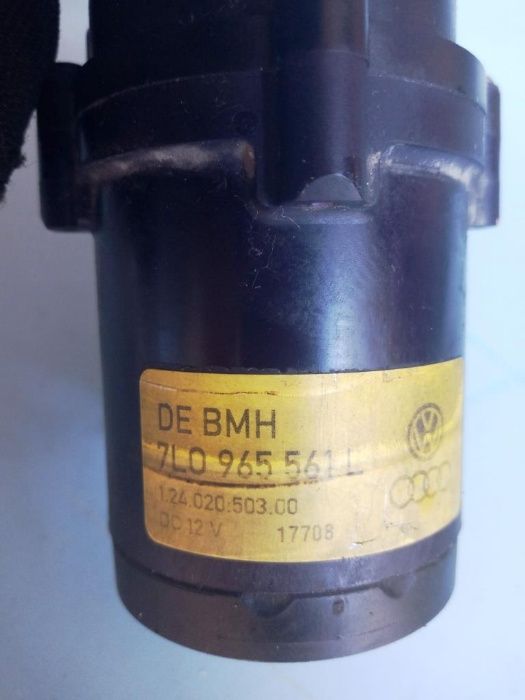 DE BMH
7L0 965 561 L
1.24.020.503.00
DC 12 V 17708